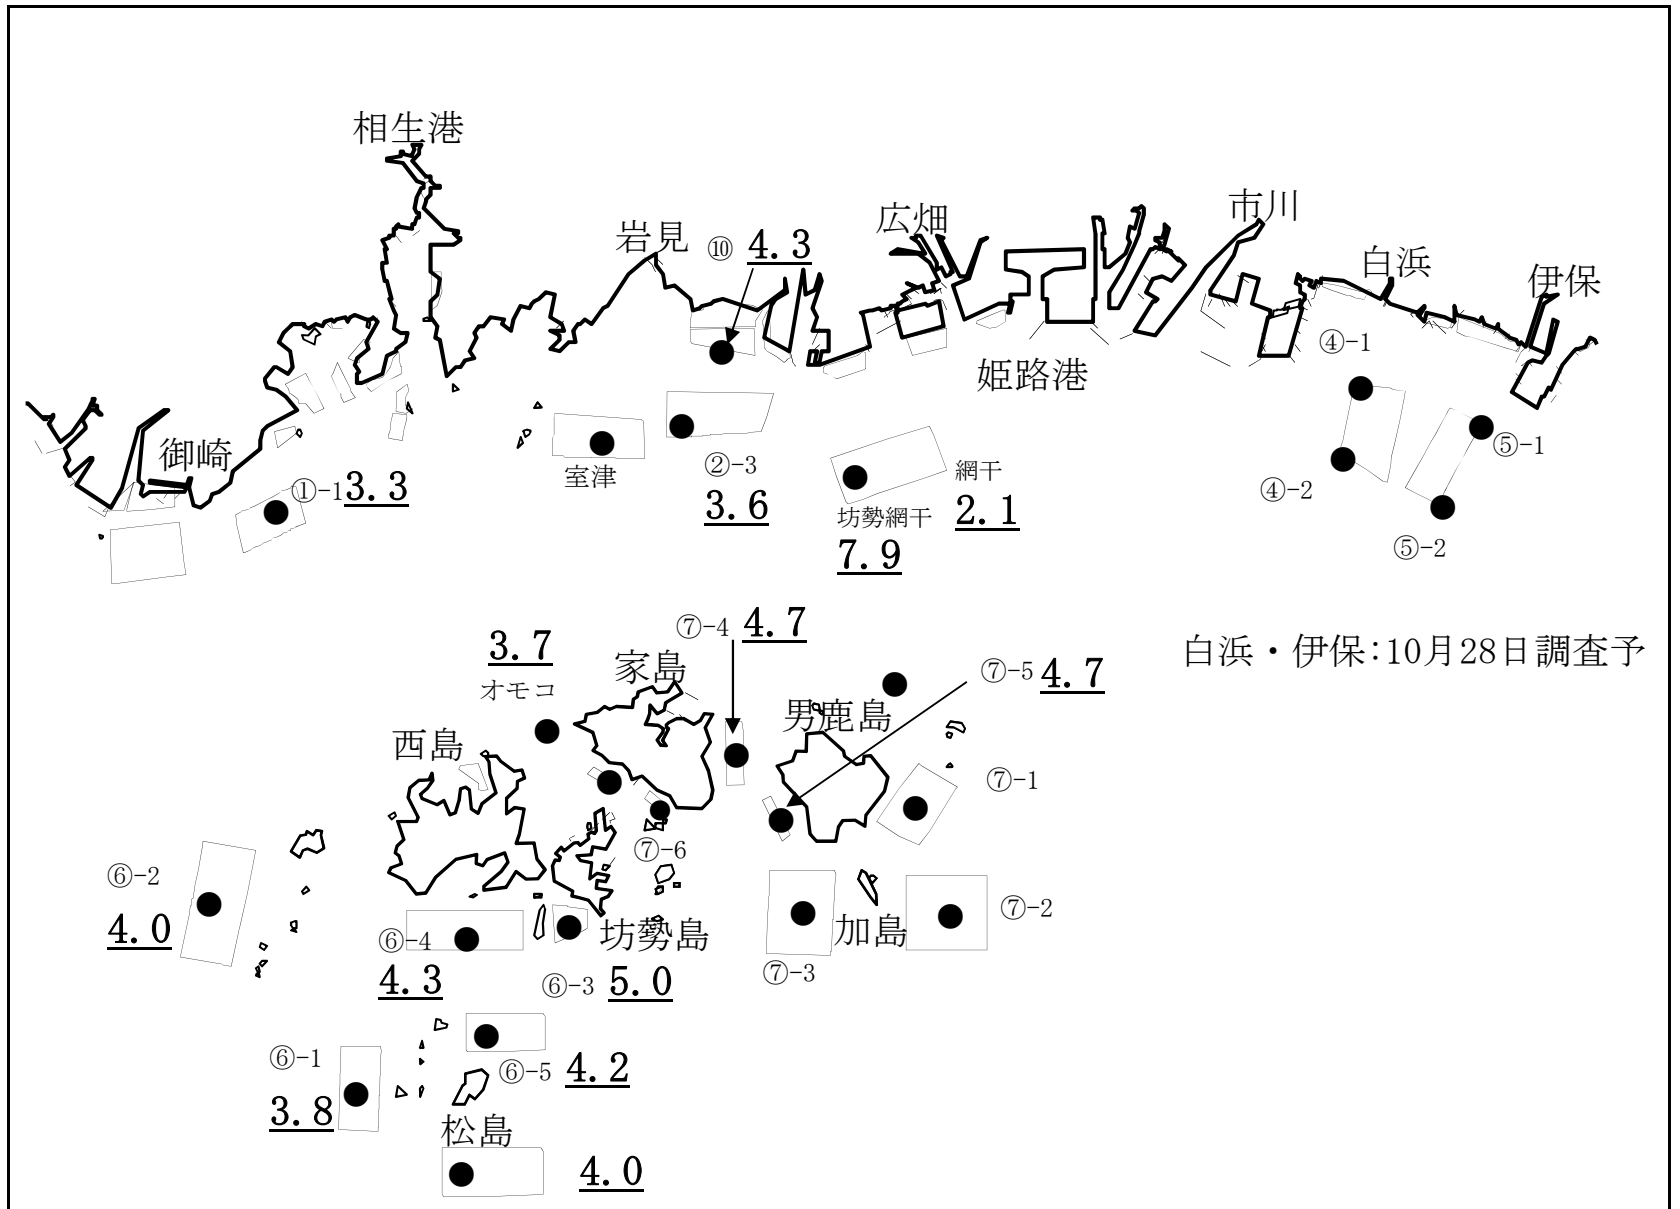 相生港
市川
広畑
岩見
⑩ 4.3
白浜
伊保
④-1
姫路港
御崎
⑤-1
②-3
網干
室津
①-1 3.3
④-2
3.6
2.1
坊勢網干
7.9
⑤-2
⑦-4 4.7
3.7
白浜・伊保:10月28日調査予
家島
⑦-5 4.7
オモコ
男鹿島
西島
⑦-1
⑦-6
⑥-2
⑦-2
4.0
坊勢島
加島
⑥-4
⑦-3
4.3
⑥-3 5.0
⑥-1
⑥-5 4.2
3.8
松島
4.0